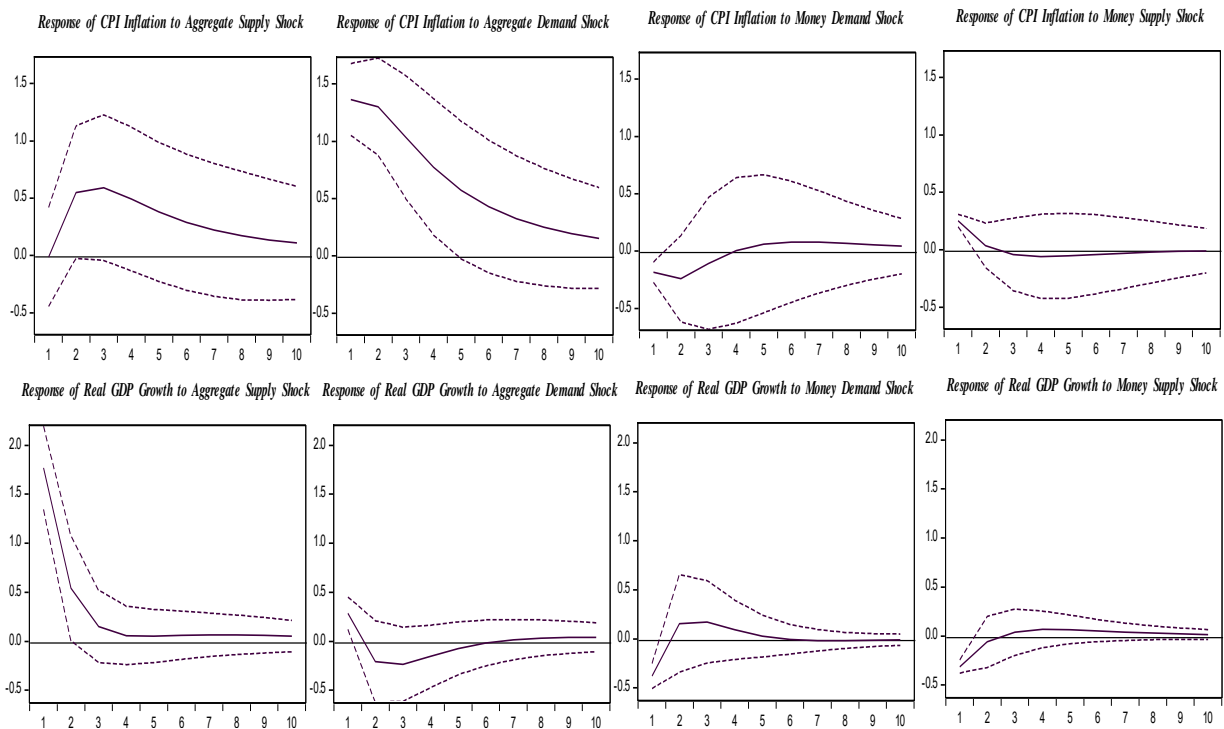 Response of CPI Inflation to Aggregate Supply Shock
1.5
1.0
0.5
0.0
-0.5
1 2 3 4 5 6 7 8 9 10
Response of CPI Inflation to Aggregate Demand Shock
1.5
1.0
0.5
0.0
-0.5
1 2 3 4 5 6 7 8 9 10
Response of CPI Inflation to Money Demand Shock
1.5
1.0
0.5
0.0
-0.5
1 2 3 4 5 6 7 8 9 10
Response of CPI Inflation to Money Supply Shock
1.5
1.0
0.5
0.0
-0.5
1 2 3 4 5 6 7 8 9 10
Response of Real GDP Growth to Aggregate Supply Shock
2.0
1.5
1.0
0.5
0.0
-0.5
1 2 3 4 5 6 7 8 9 10
Response of Real GDP Growth to Aggregate Demand Shock
2.0
1.5
1.0
0.5
0.0
-0.5
1 2 3 4 5 6 7 8 9 10
Response of Real GDP Growth to Money Demand Shock
2.0
1.5
1.0
0.5
0.0
-0.5
1 2 3 4 5 6 7 8 9 10
Response of Real GDP Growth to Money Supply Shock
2.0
1.5
1.0
0.5
0.0
-0.5
1 2 3 4 5 6 7 8 9 10